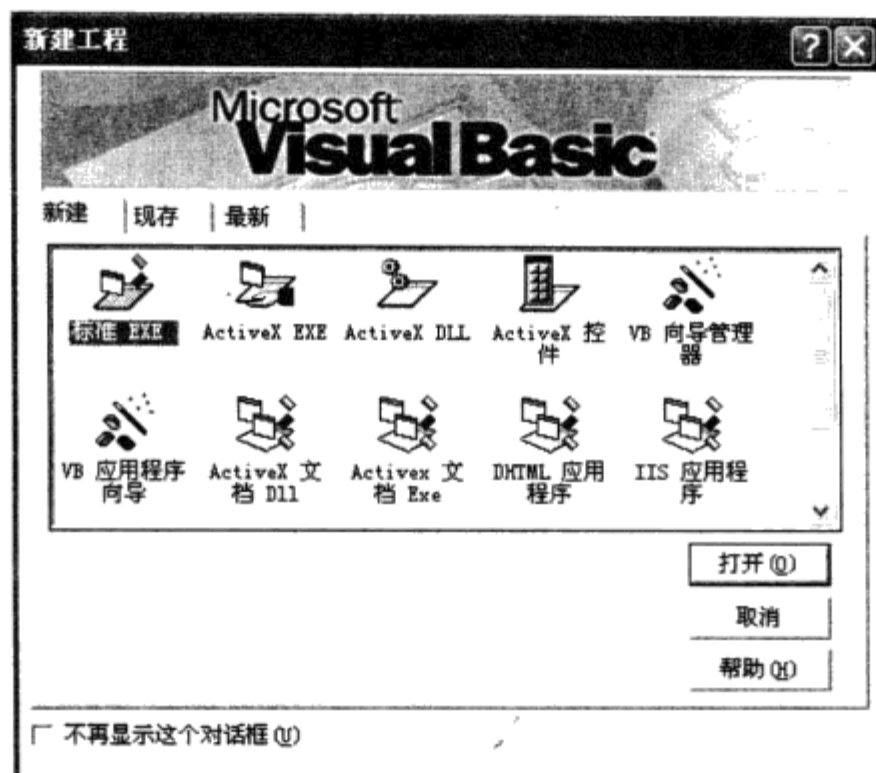 新建工程
Microsoft
Visual Basic
新建 现存 最新
标准 EXE ActiveX EXE ActiveX DLL ActiveX 控 VB 向导管理
件 器
VB 应用程序 ActiveX 文 Activex 文 DHTML 应用 IIS 应用程
向导 档 Dll 档 Exe 程序 序
打开(O)
取消
帮助(H)
不再显示这个对话框(U)